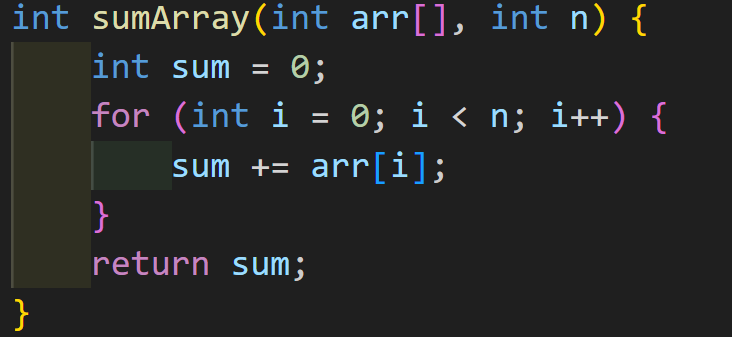 int sumArray(int arr[], int n) {
    int sum = 0;
    for (int i = 0; i < n; i++) {
        sum += arr[i];
    }
    return sum;
}